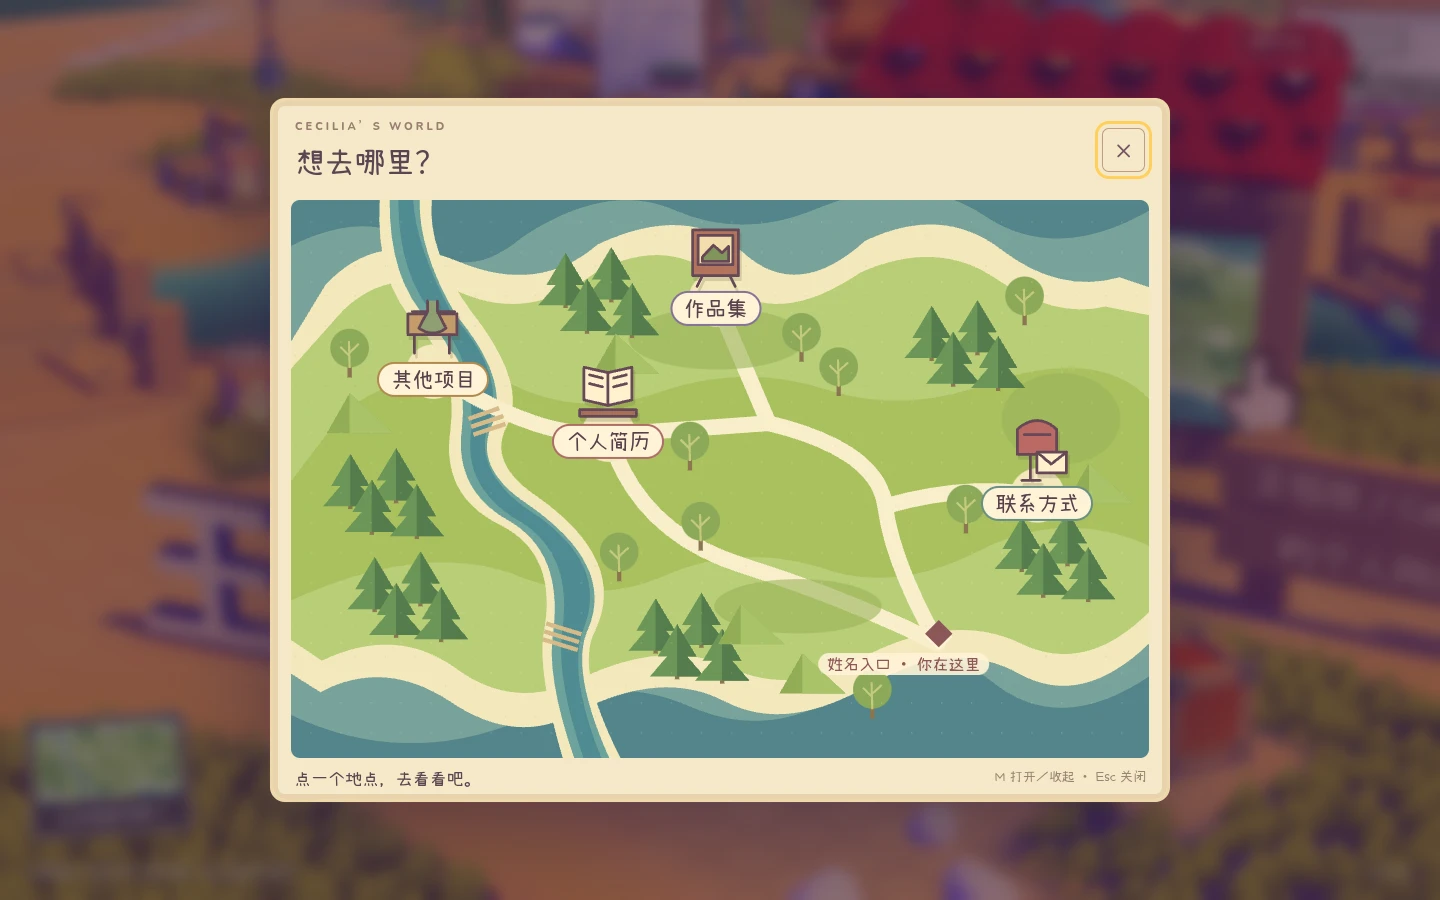 CECILIA'S WORLD
想去哪里?
作品集
其他项目
个人简历
联系方式
姓名入口 · 你在这里
点一个地点，去看看吧。
M 打开／收起 · Esc 关闭